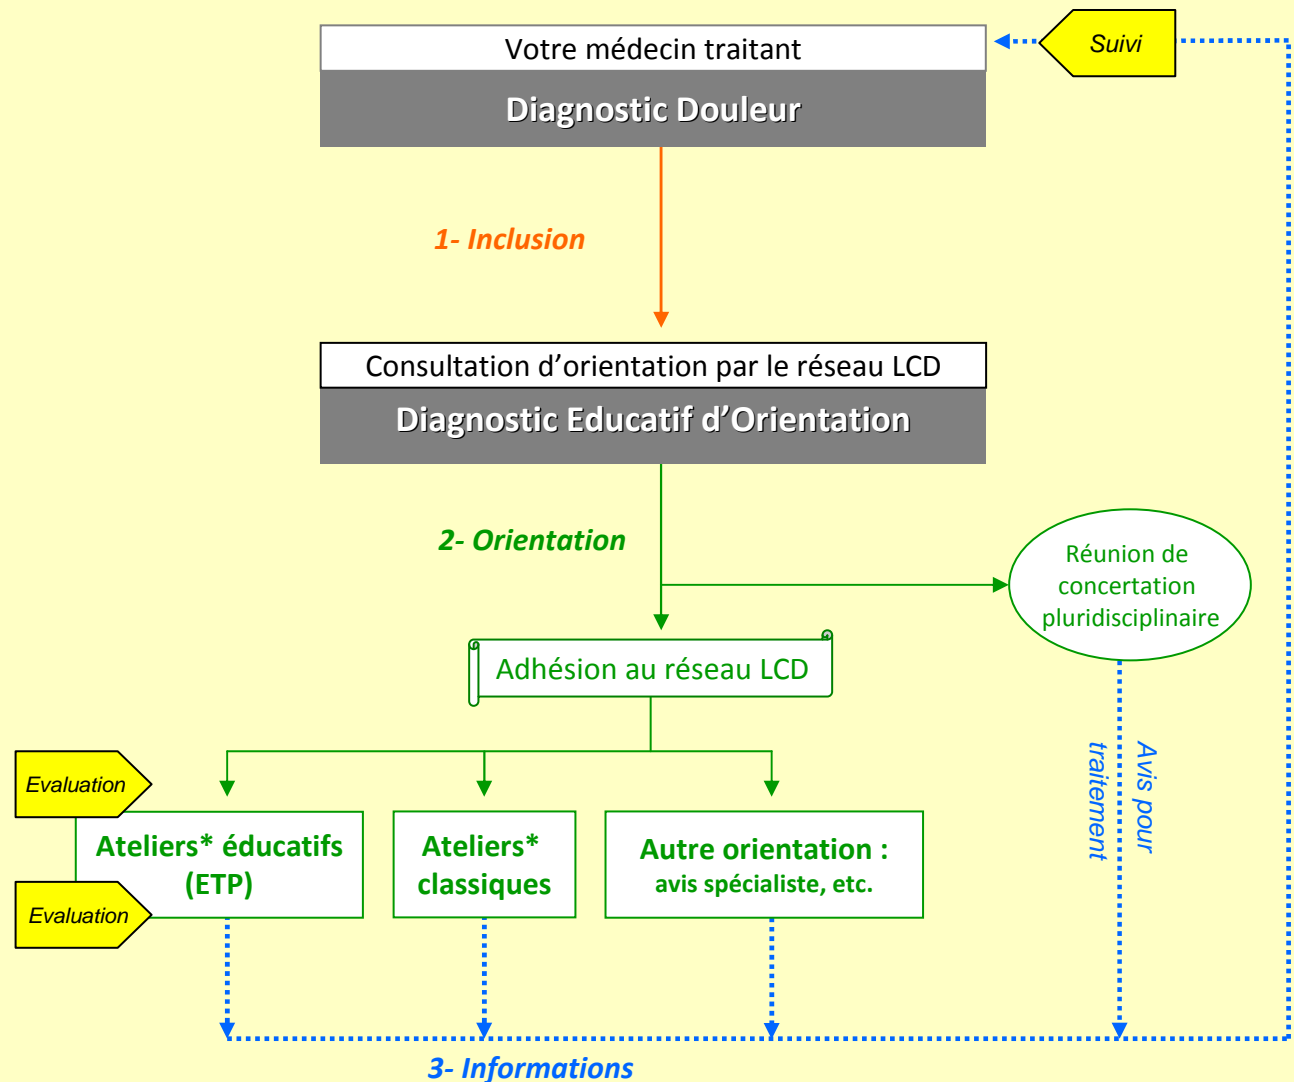 Votre médecin traitant
Suivi
Diagnostic Douleur
1- Inclusion
Consultation d’orientation par le réseau LCD
Diagnostic Educatif d’Orientation
2- Orientation
Réunion de
concertation
pluridisciplinaire
Adhésion au réseau LCD
Avis pour
traitement
Evaluation
Ateliers* éducatifs
(ETP)
Ateliers*
classiques
Autre orientation :
avis spécialiste, etc.
Evaluation
3- Informations